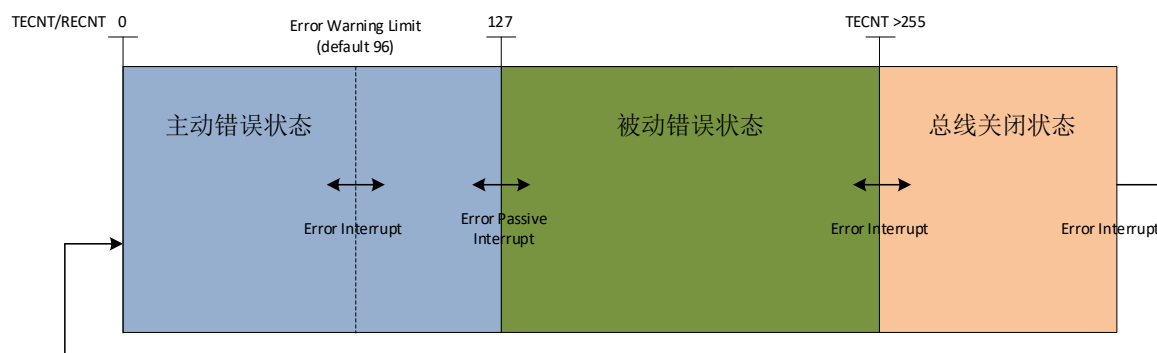 TECNT/RECNT 0
Error Warning Limit
(default 96)
127
TECNT >255
主动错误状态
被动错误状态
总线关闭状态
Error Interrupt
Error Passive
Interrupt
Error Interrupt
Error Interrupt